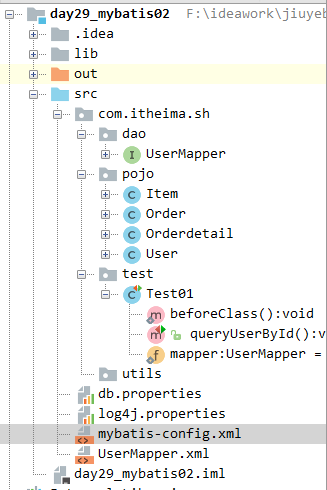 day29_mybatis02 F:\ideawork\jiuyeb
.idea
lib
out
src
com.itheima.sh
dao
UserMapper
pojo
Item
Order
Orderdetail
User
test
Test01
beforeClass():void
queryUserById():v
mapper:UserMapper =
utils
db.properties
log4j.properties
mybatis-config.xml
UserMapper.xml
day29_mybatis02.iml